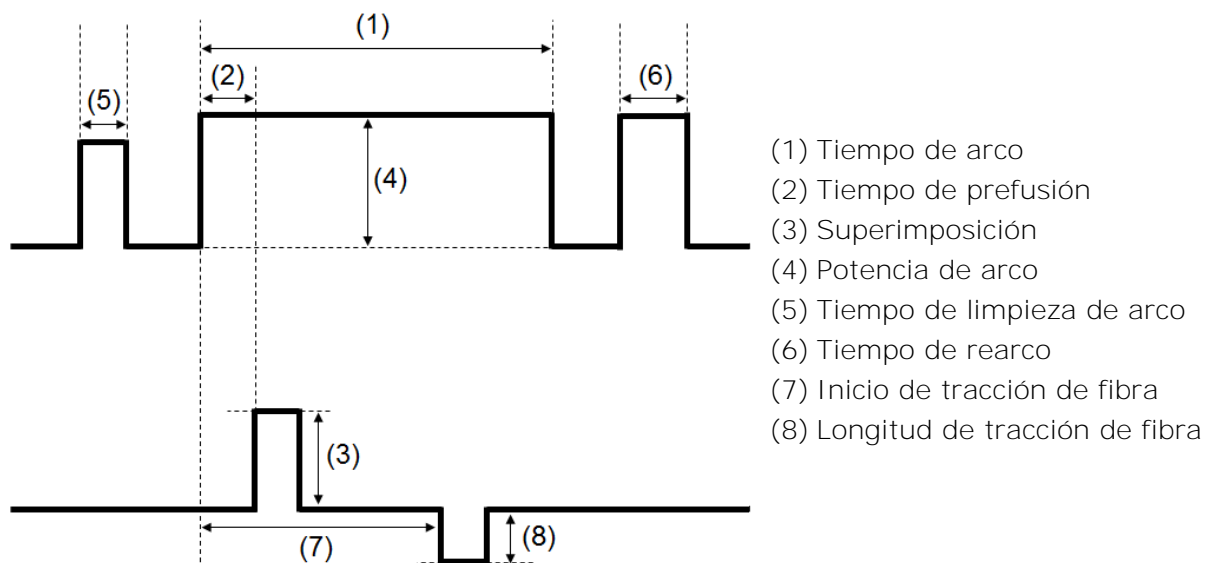 (1)
(2)
(6)
(5)
(4)
(3)
(7)
(8)
(1) Tiempo de arco
(2) Tiempo de prefusión
(3) Superimposición
(4) Potencia de arco
(5) Tiempo de limpieza de arco
(6) Tiempo de rearco
(7) Inicio de tracción de fibra
(8) Longitud de tracción de fibra